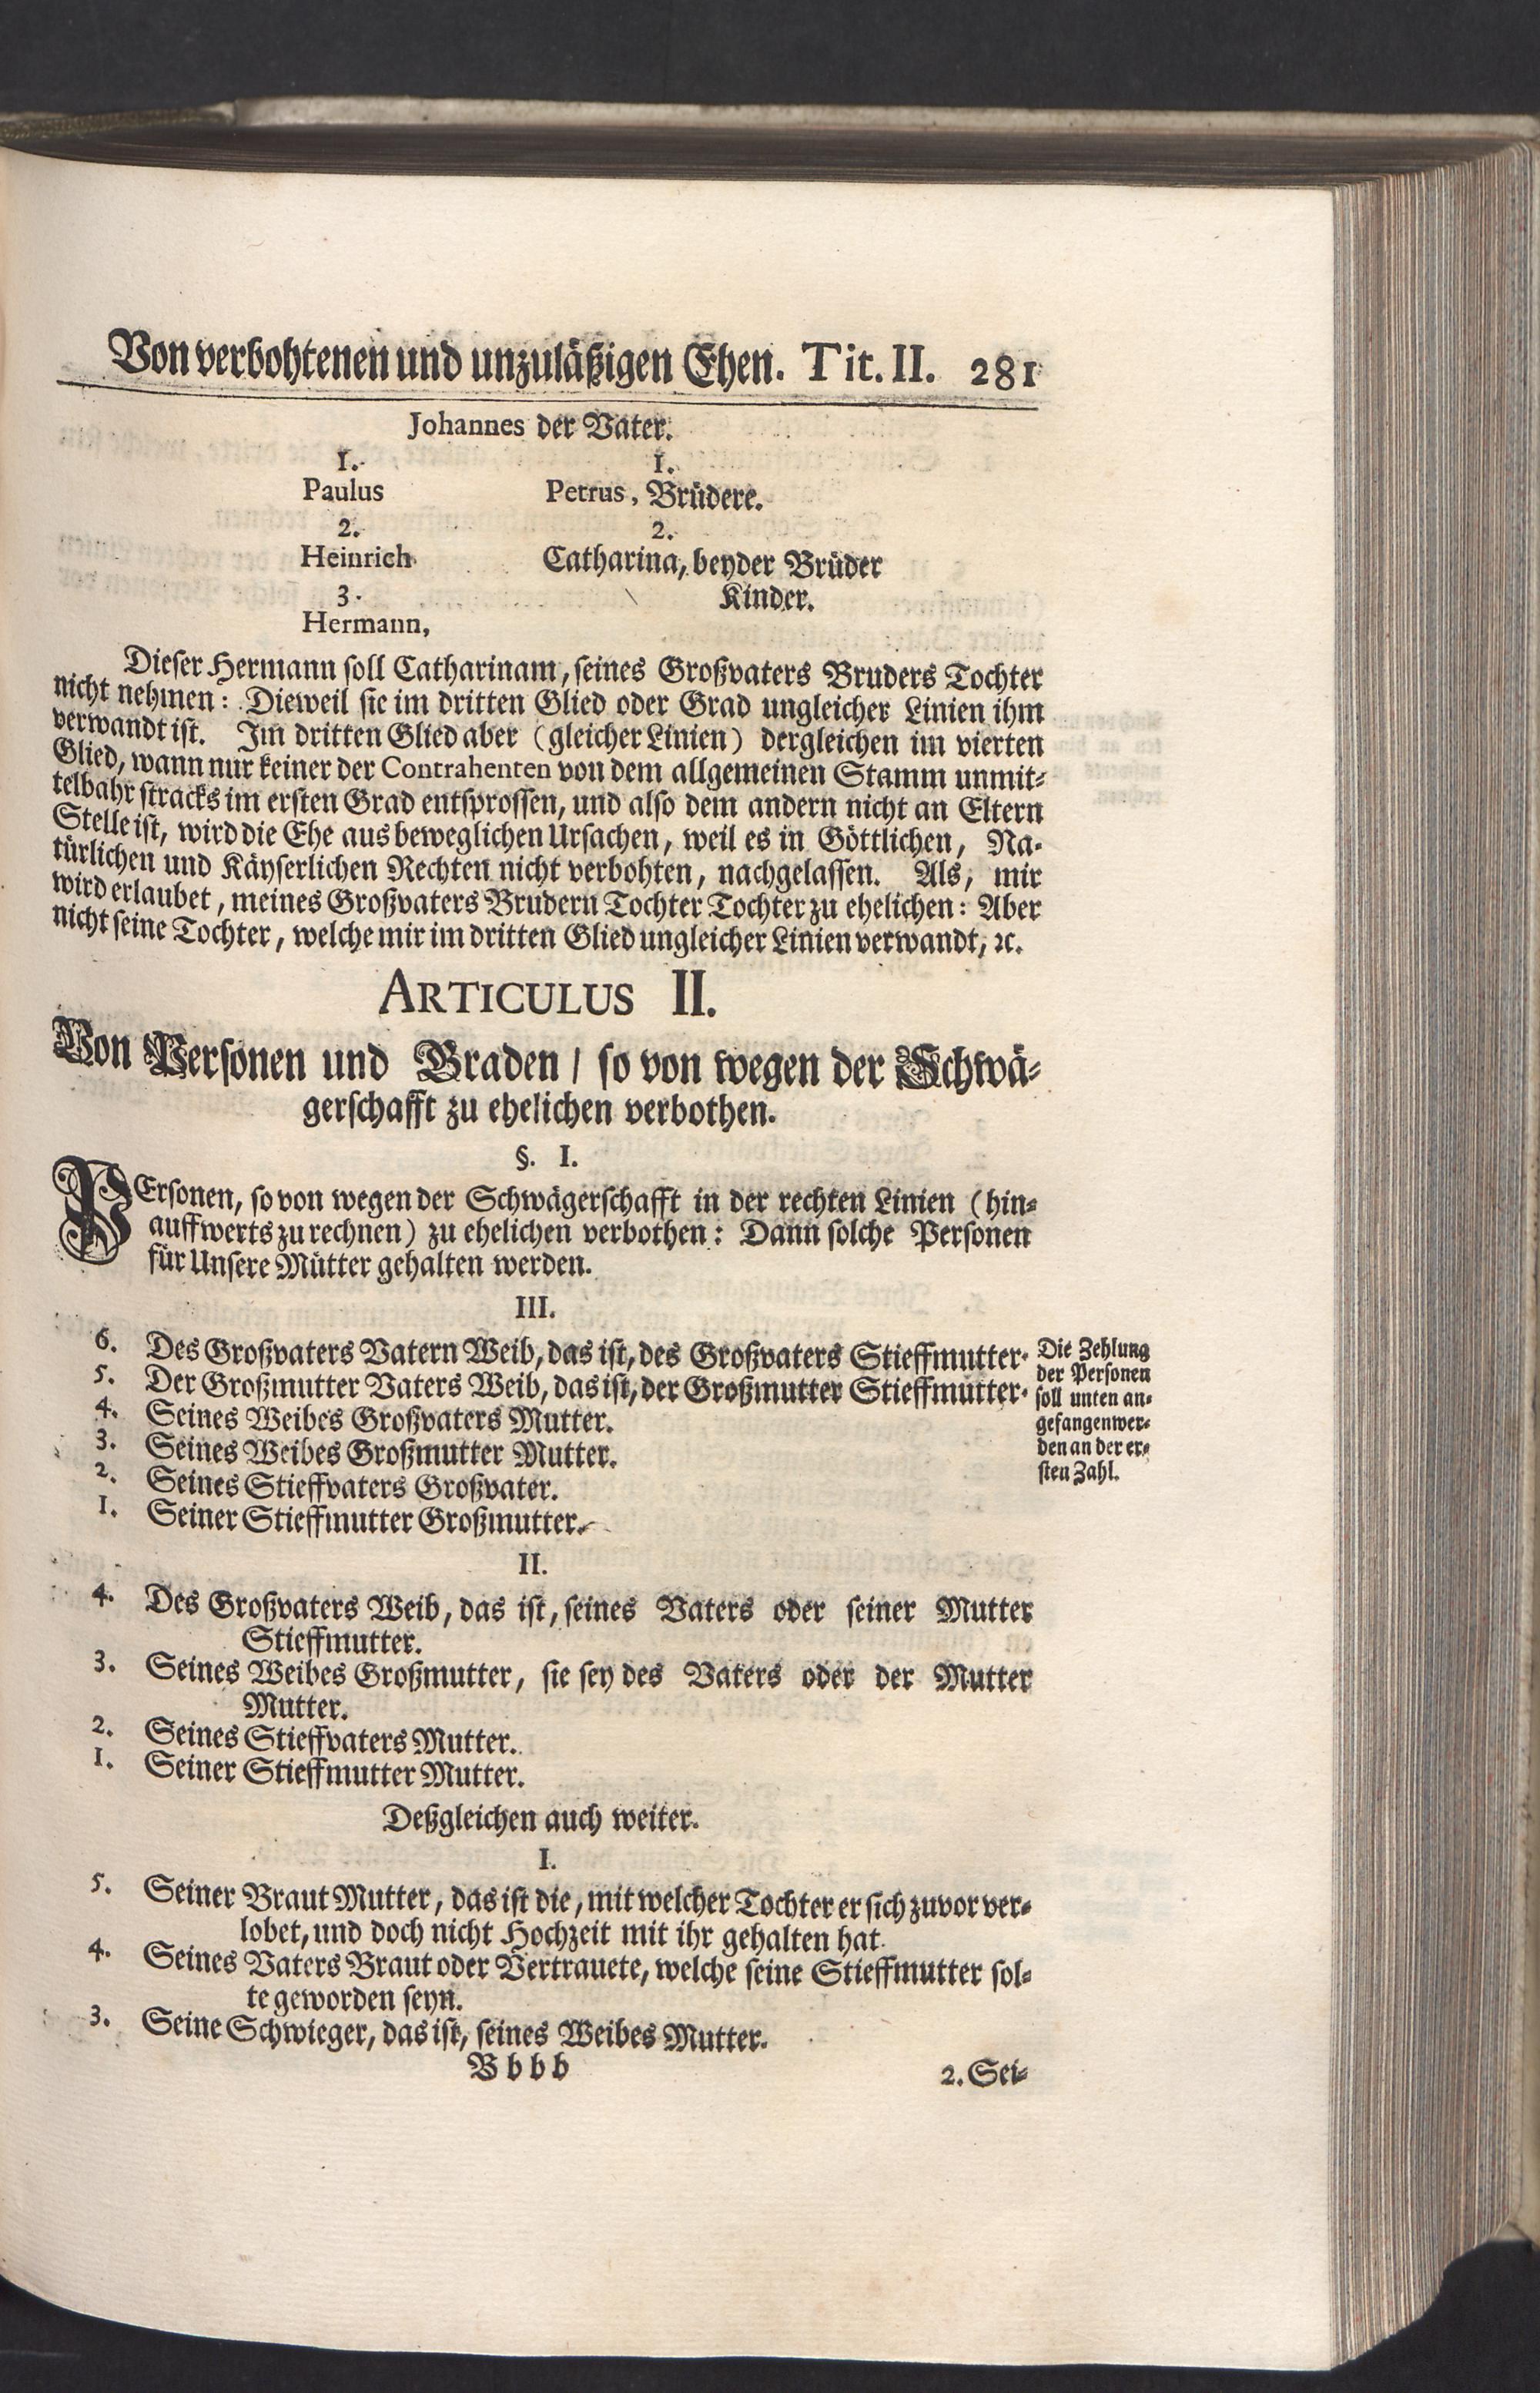 Von verbohtenen und unzuläßigen Ehen. Tit. II. 281
Johannes der Vater.
1. 1.
Paulus Petrus, Brüdere.
2. 2.
Heinrich Catharina, beyder Brüder
3. Kinder.
Hermann,
Dieser Hermann soll Catharinam, seines Großvaters Bruders Tochter
nicht nehmen: Dieweil sie im dritten Glied oder Grad ungleicher Linien ihm
verwandt ist. Im dritten Glied aber (gleicher Linien) dergleichen im vierten
Glied, wann nur keiner der Contrahenten von dem allgemeinen Stamm unmit-
telbahr stracks im ersten Grad entsprossen, und also dem andern nicht an Eltern
Stelle ist, wird die Ehe aus beweglichen Ursachen, weil es in Göttlichen, Na-
türlichen und Käyserlichen Rechten nicht verbohten, nachgelassen. Als, mir
wird erlaubet, meines Großvaters Brudern Tochter Tochter zu ehelichen: Aber
nicht seine Tochter, welche mir im dritten Glied ungleicher Linien verwandt, ꝛc.
ARTICULUS II.
Von Personen und Graden / so von wegen der Schwä-
gerschafft zu ehelichen verbothen.
§. I.
PErsonen, so von wegen der Schwägerschafft in der rechten Linien (hin-
auffwerts zu rechnen) zu ehelichen verbothen: Dann solche Personen
für Unsere Mütter gehalten werden.
III.
6. Des Großvaters Vatern Weib, das ist, des Großvaters Stieffmutter.
5. Der Großmutter Vaters Weib, das ist, der Großmutter Stieffmutter.
4. Seines Weibes Großvaters Mutter.
3. Seines Weibes Großmutter Mutter.
2. Seines Stieffvaters Großvater.
1. Seiner Stieffmutter Großmutter.
Die Zehlung
der Personen
soll unten an-
gefangen wer-
den an der er-
sten Zahl.
II.
4. Des Großvaters Weib, das ist, seines Vaters oder seiner Mutter
Stieffmutter.
3. Seines Weibes Großmutter, sie sey des Vaters oder der Mutter
Mutter.
2. Seines Stieffvaters Mutter.
1. Seiner Stieffmutter Mutter.
Deßgleichen auch weiter.
I.
5. Seiner Braut Mutter, das ist die, mit welcher Tochter er sich zuvor ver-
lobet, und doch nicht Hochzeit mit ihr gehalten hat.
4. Seines Vaters Braut oder Vertrauete, welche seine Stieffmutter sol-
te geworden seyn.
3. Seine Schwieger, das ist, seines Weibes Mutter.
Bbbb 2. Sei-